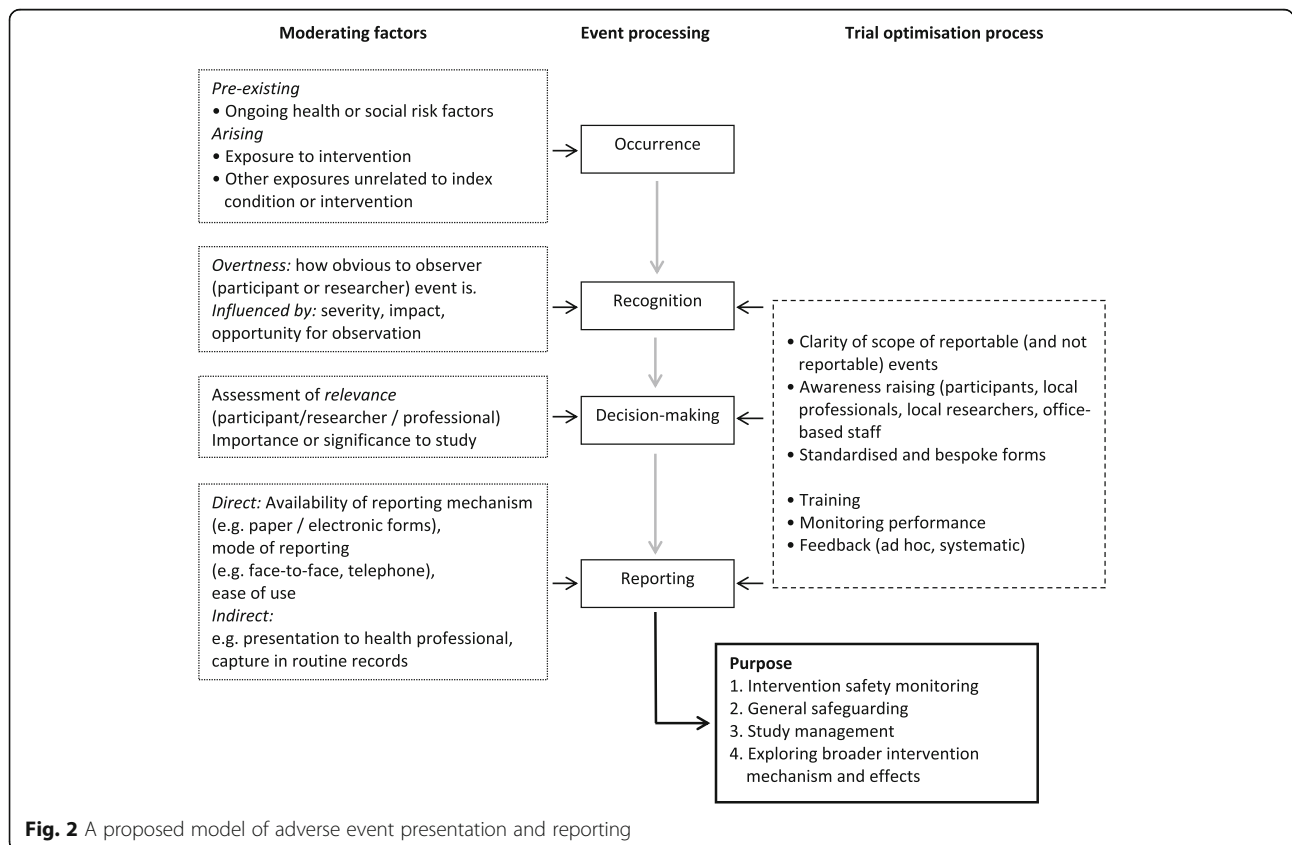 Moderating factors
Event processing
Trial optimisation process
Pre-existing
• Ongoing health or social risk factors
Arising
• Exposure to intervention
• Other exposures unrelated to index
condition or intervention
Occurrence
Overtness: how obvious to observer
(participant or researcher) event is.
Influenced by: severity, impact,
opportunity for observation
Recognition
Assessment of relevance
(participant/researcher / professional)
Importance or significance to study
Decision-making
• Clarity of scope of reportable (and not
reportable) events
• Awareness raising (participants, local
professionals, local researchers, office-
based staff
• Standardised and bespoke forms
• Training
• Monitoring performance
• Feedback (ad hoc, systematic)
Direct: Availability of reporting mechanism
(e.g. paper / electronic forms),
mode of reporting
(e.g. face-to-face, telephone),
ease of use
Indirect:
e.g. presentation to health professional,
capture in routine records
Reporting
Purpose
1. Intervention safety monitoring
2. General safeguarding
3. Study management
4. Exploring broader intervention
mechanism and effects
Fig. 2 A proposed model of adverse event presentation and reporting